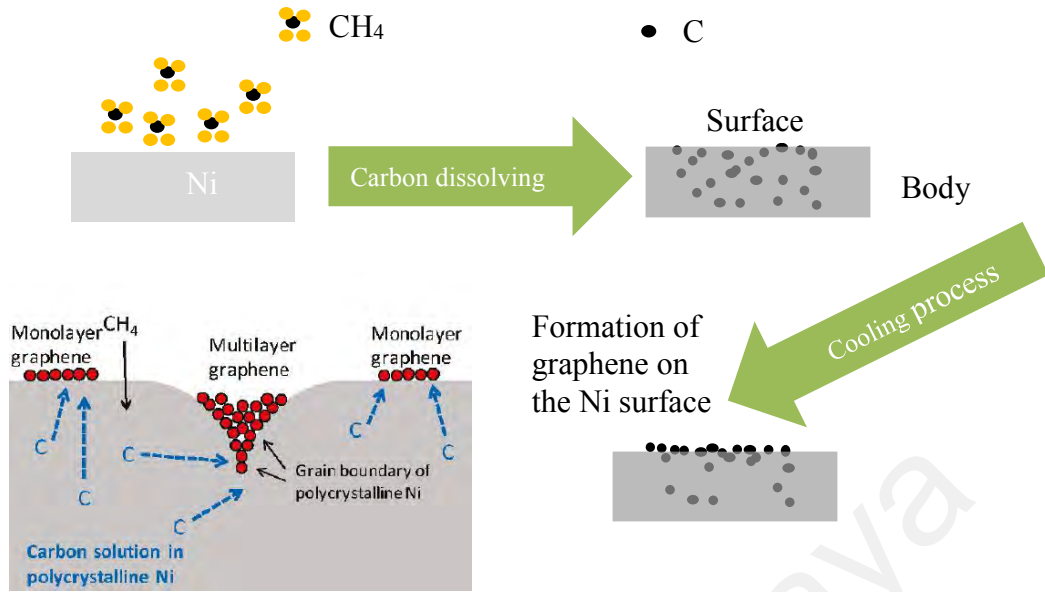 CH4
C
Ni
Carbon dissolving
Surface
Body
Cooling process
Formation of
graphene on
the Ni surface
Monolayer
graphene
CH4
Multilayer
graphene
Monolayer
graphene
C
C
C
C
C
C
Grain boundary of
polycrystalline Ni
Carbon solution in
polycrystalline Ni
aya